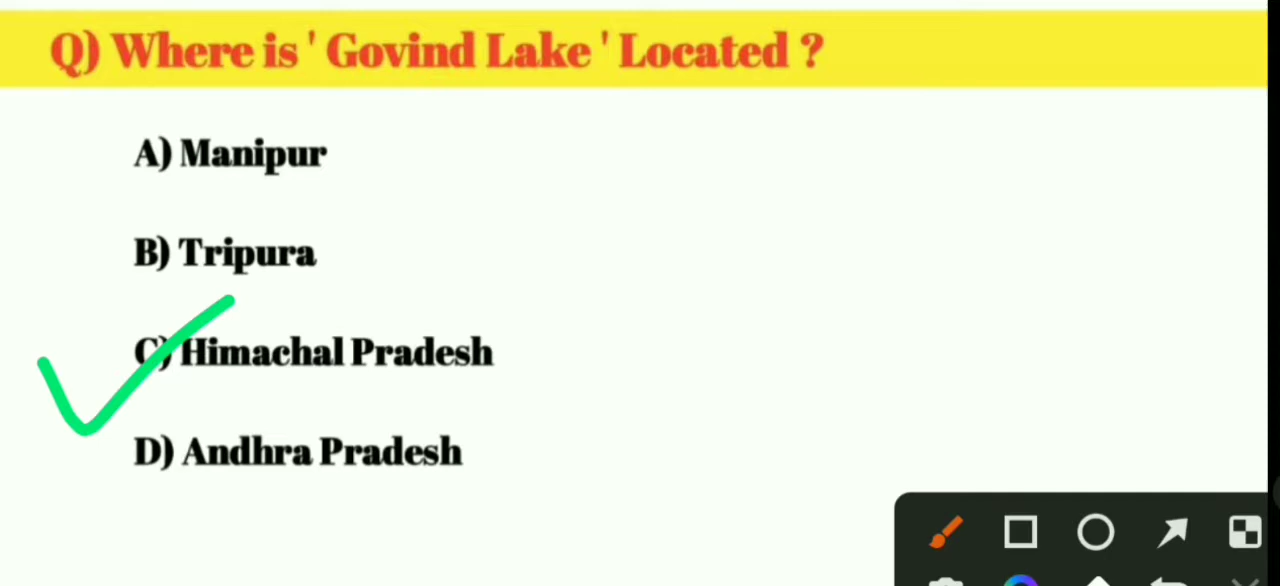 Q) Where is ' Govind Lake ' Located ?
A) Manipur
B) Tripura
C) Himachal Pradesh
D) Andhra Pradesh